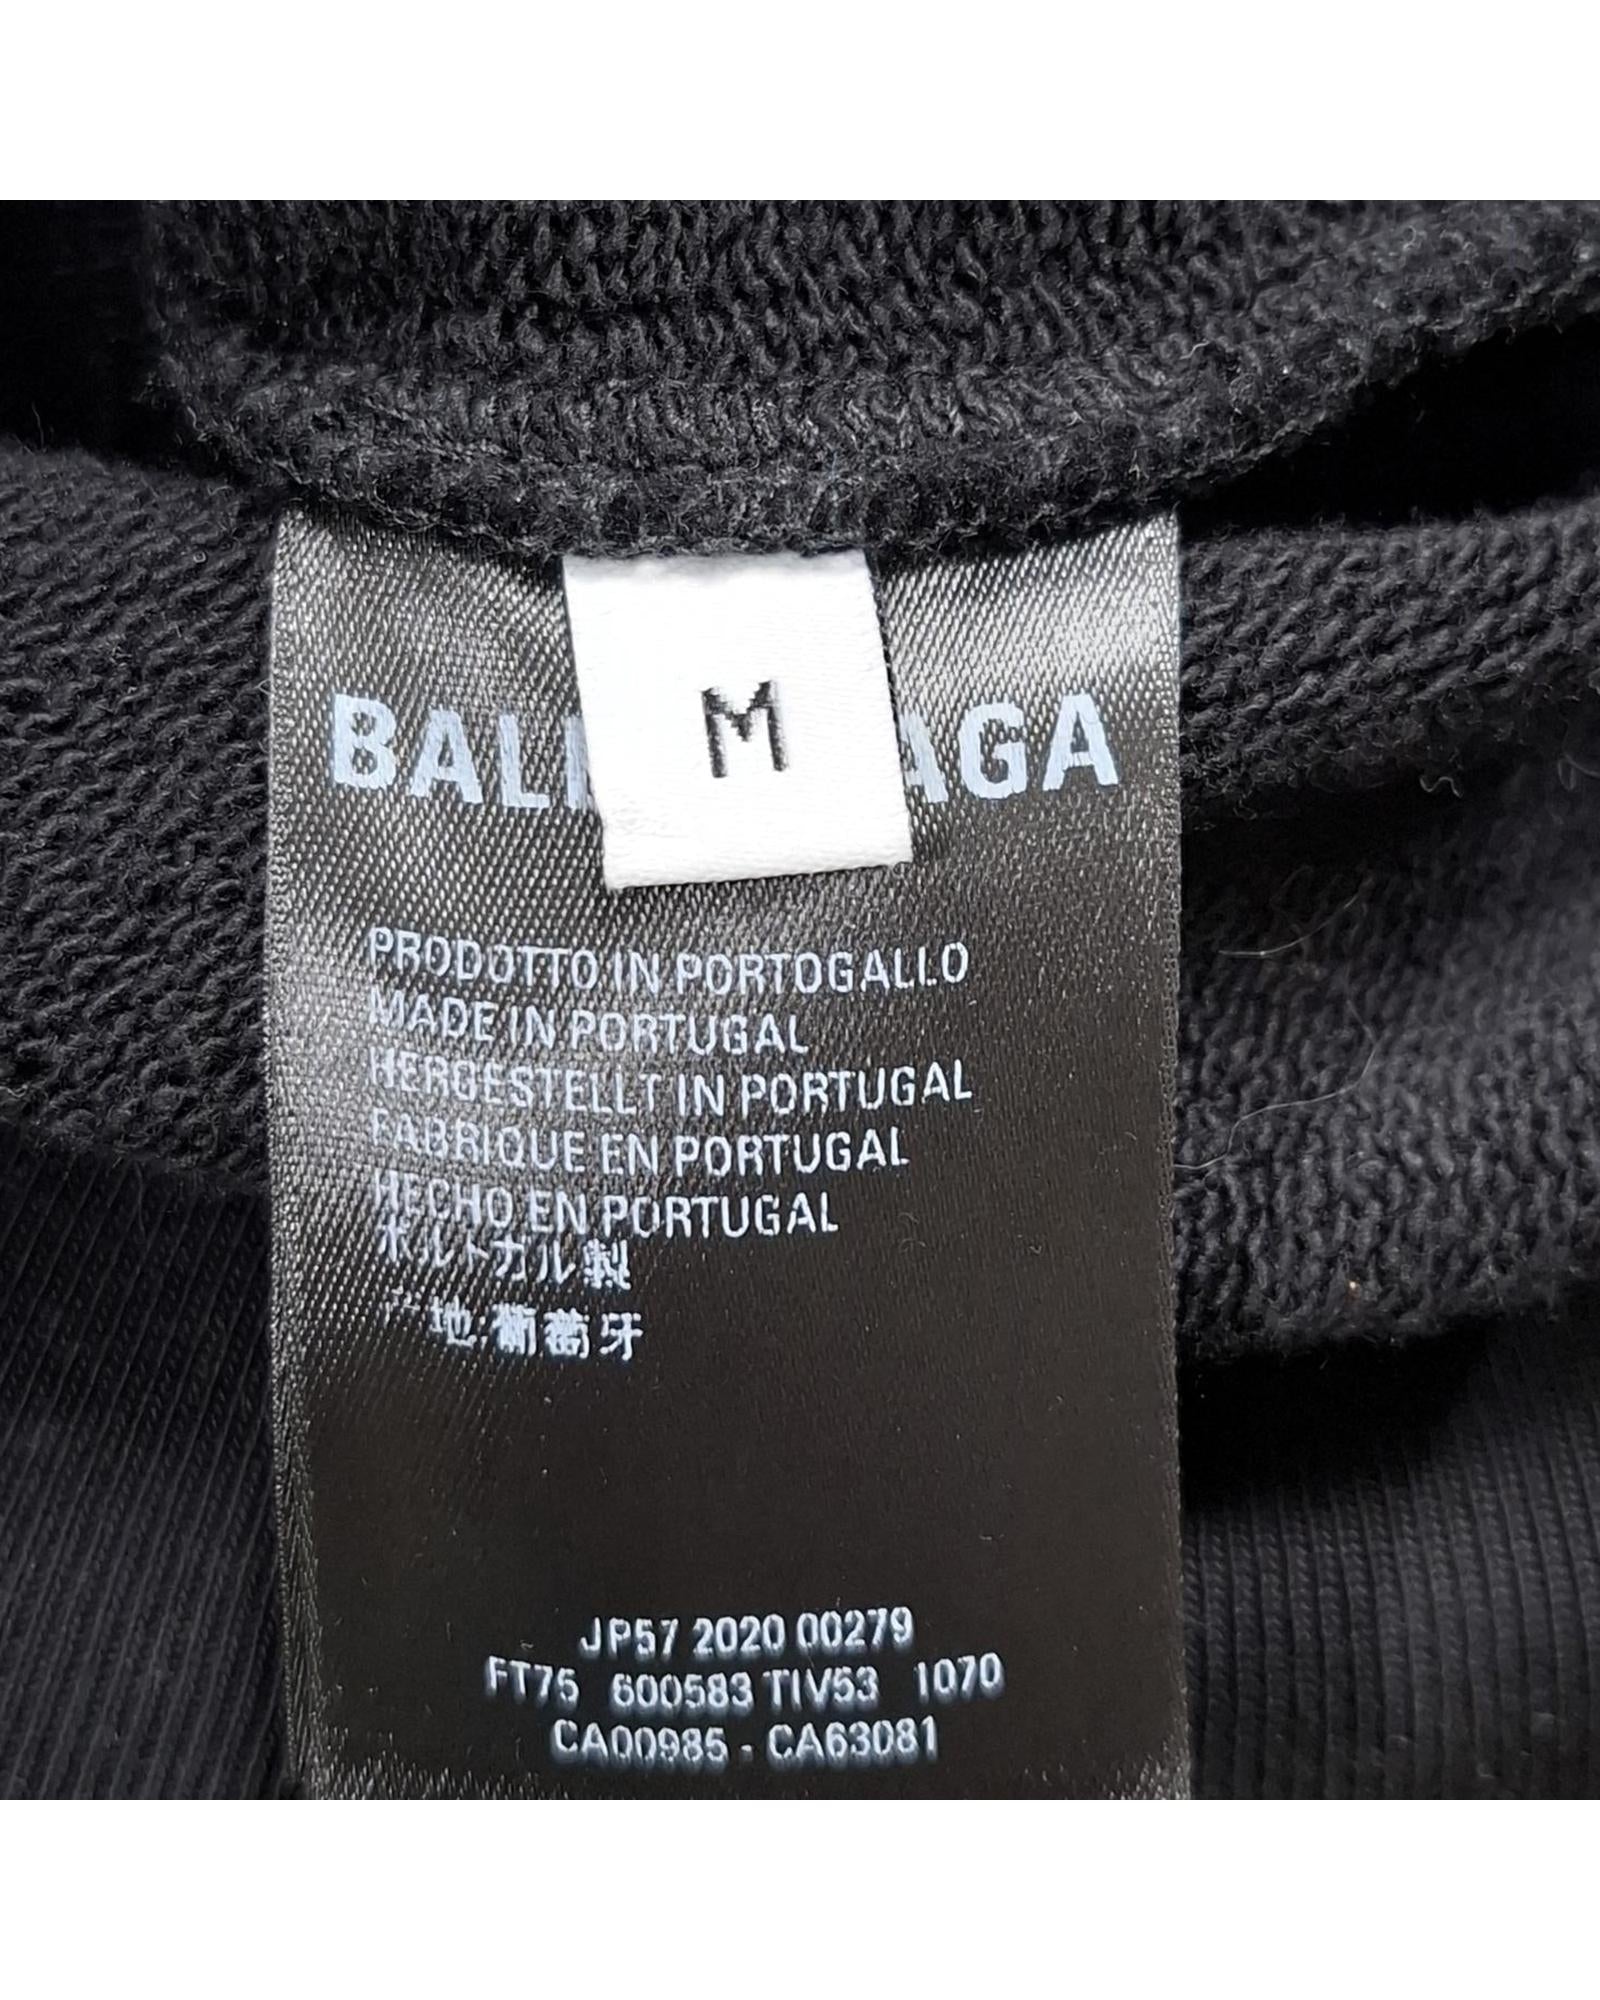 M
BAL AGA
PRODOTTO IN PORTOGALLO
MADE IN PORTUGAL
HERGESTELLT IN PORTUGAL
FABRIQUE EN PORTUGAL
HECHO EN PORTUGAL
ポルトガル製
产地:葡萄牙
JP57 2020 00279
FT75 600583 TIV53 1070
CA00985 - CA63081